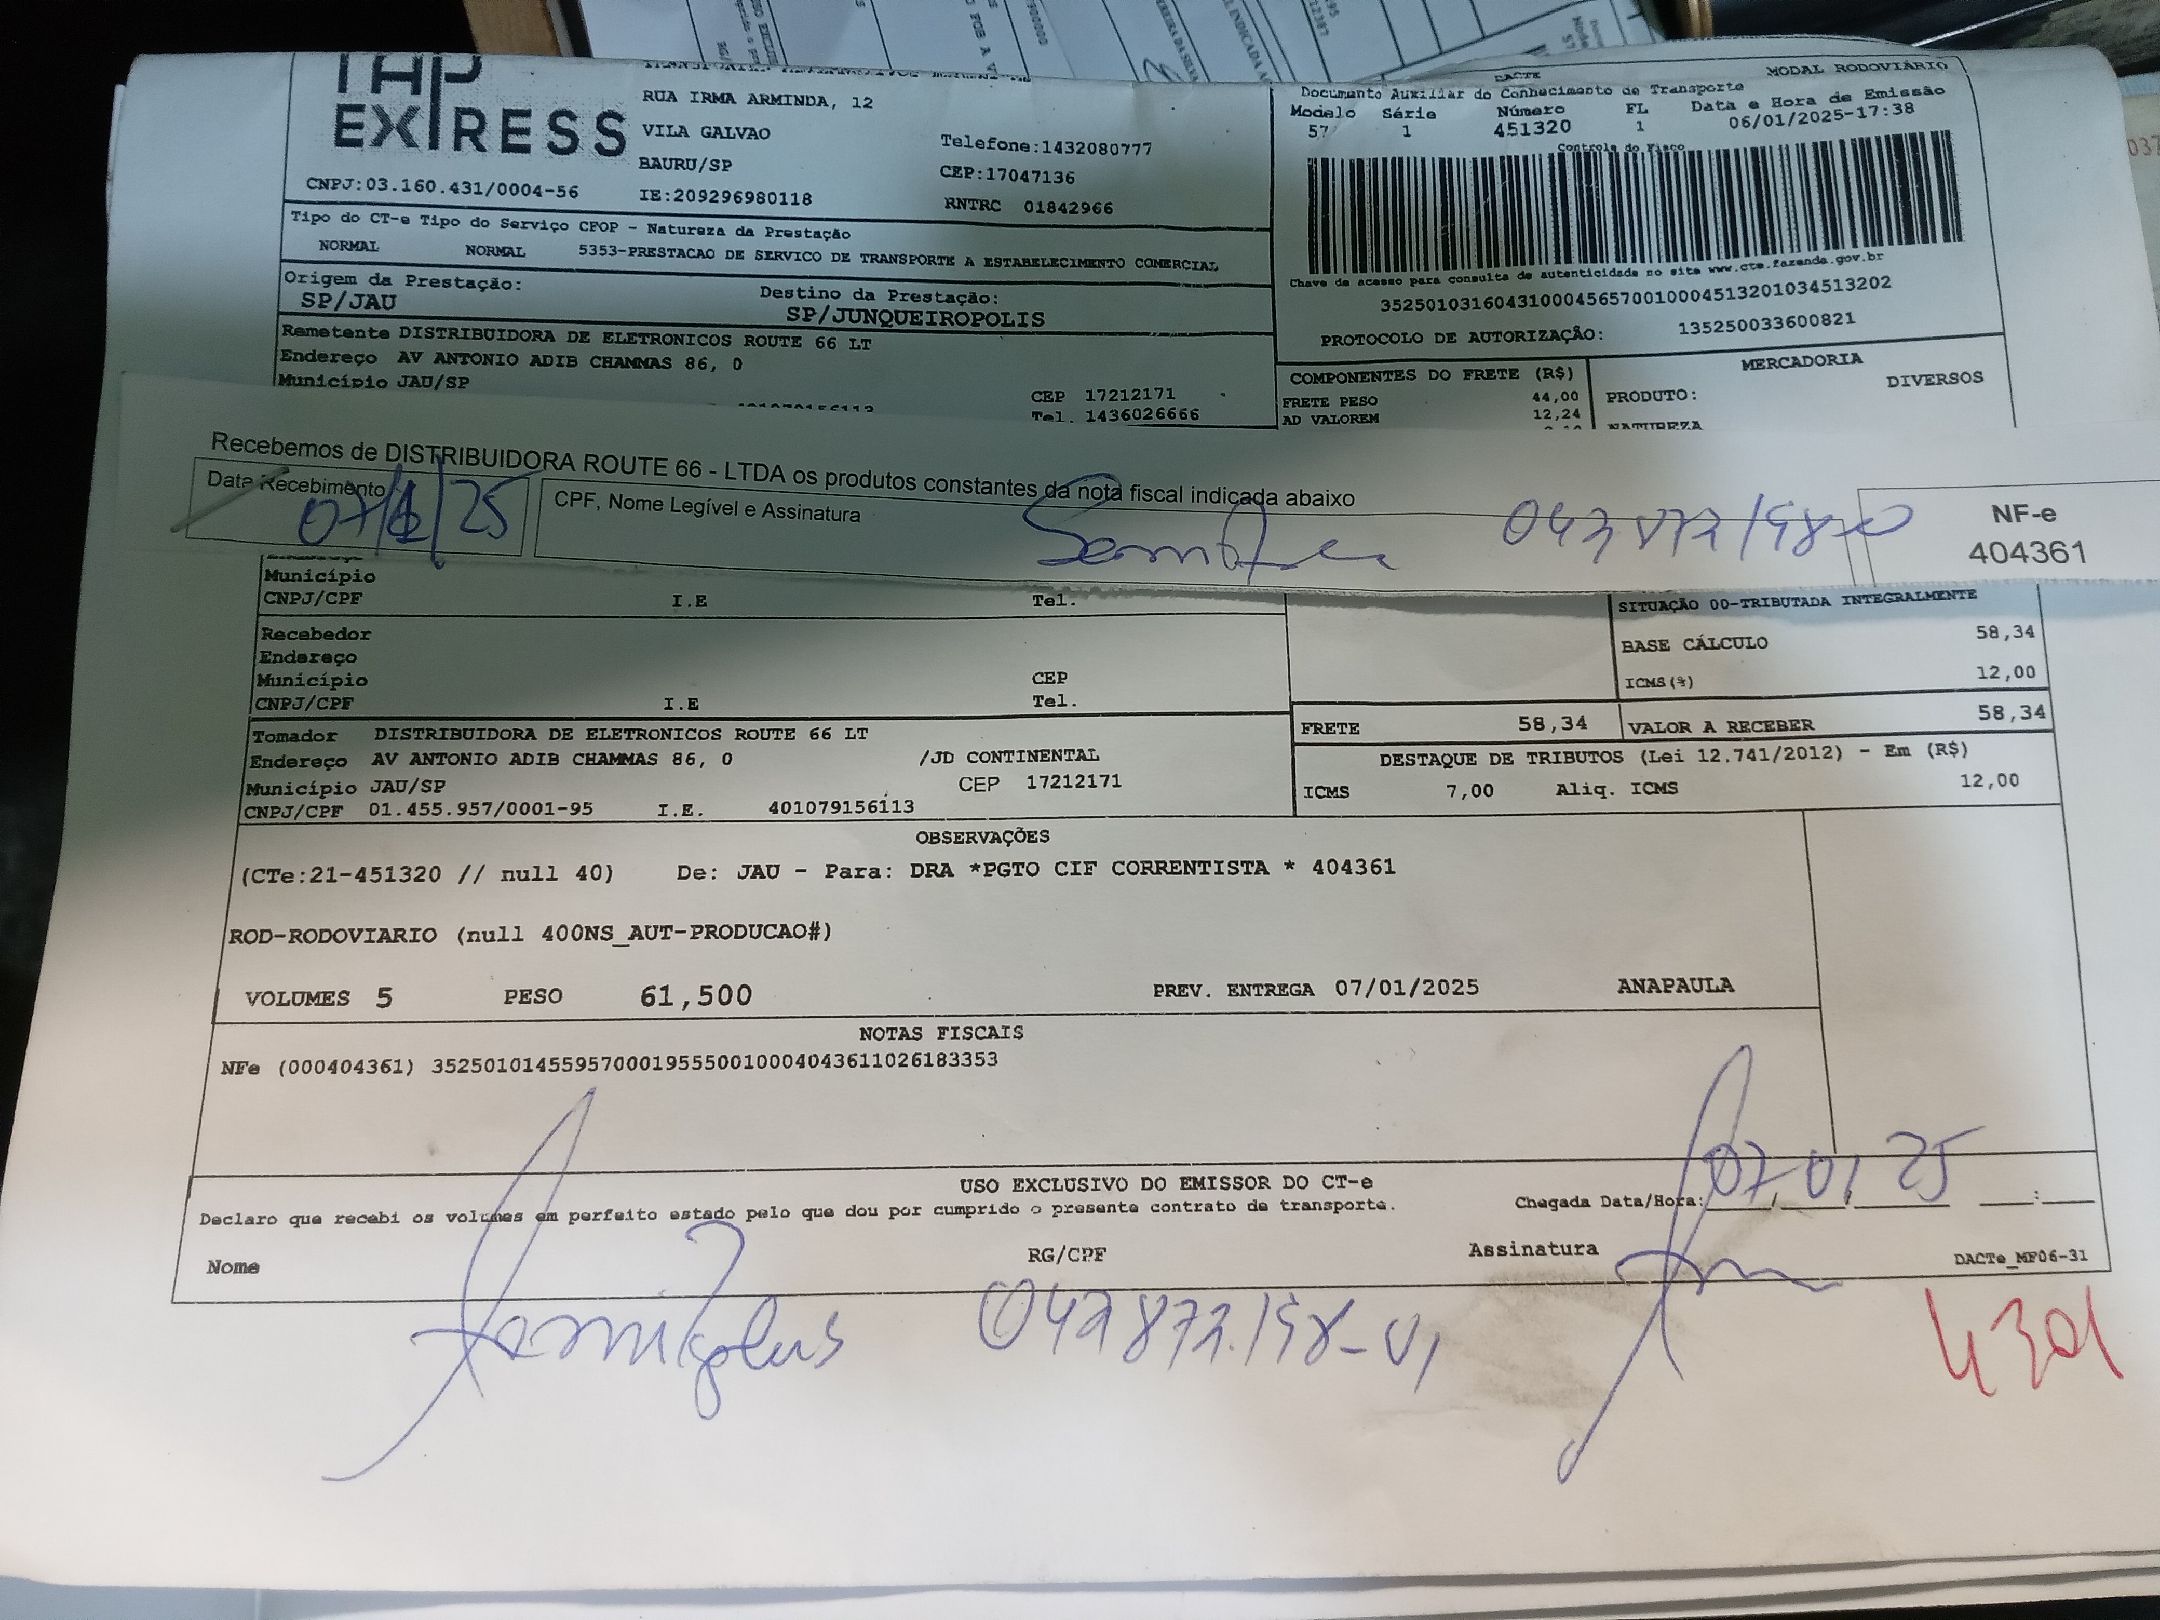 TAP
EXPRESS
RUA IRMA ARMINDA, 12
VILA GALVAO
BAURU/SP
Telefone:1432080777
CEP:17047136
CNPJ:03.160.431/0004-56
IE:209296980118
RNTRC 01842966
DACTE
MODAL RODOVIÁRIO
Documento Auxiliar do Conhecimento de Transporte
Modelo Série Número FL Data e Hora de Emissão
57 1 451320 1 06/01/2025-17:38
Controle do Fisco
Chave de acesso para consulta de autenticidade no site www.cte.fazenda.gov.br
35250103160431000456570010004513201034513202
PROTOCOLO DE AUTORIZAÇÃO: 135250033600821
Tipo do CT-e Tipo do Serviço CFOP - Natureza da Prestação
NORMAL NORMAL 5353-PRESTACAO DE SERVICO DE TRANSPORTE A ESTABELECIMENTO COMERCIAL
Origem da Prestação: Destino da Prestação:
SP/JAU SP/JUNQUEIROPOLIS
Remetente DISTRIBUIDORA DE ELETRONICOS ROUTE 66 LT
Endereço AV ANTONIO ADIB CHAMMAS 86, 0
Município JAU/SP CEP 17212171
Tel. 1436026666
COMPONENTES DO FRETE (R$)
FRETE PESO 44,00
AD VALOREM 12,24
MERCADORIA
PRODUTO: DIVERSOS
NATUREZA
Recebemos de DISTRIBUIDORA ROUTE 66 - LTDA os produtos constantes da nota fiscal indicada abaixo
Data Recebimento
07/1/25
CPF, Nome Legível e Assinatura
NF-e
404361
Município
CNPJ/CPF I.E Tel.
Recebedor
Endereço
Município CEP
CNPJ/CPF I.E Tel.
SITUAÇÃO 00-TRIBUTADA INTEGRALMENTE
BASE CÁLCULO 58,34
ICMS(%) 12,00
FRETE 58,34 VALOR A RECEBER 58,34
Tomador DISTRIBUIDORA DE ELETRONICOS ROUTE 66 LT
Endereço AV ANTONIO ADIB CHAMMAS 86, 0 /JD CONTINENTAL
Município JAU/SP CEP 17212171
CNPJ/CPF 01.455.957/0001-95 I.E. 401079156113
DESTAQUE DE TRIBUTOS (Lei 12.741/2012) - Em (R$)
ICMS 7,00 Aliq. ICMS 12,00
OBSERVAÇÕES
(CTe:21-451320 // null 40) De: JAU - Para: DRA *PGTO CIF CORRENTISTA * 404361
ROD-RODOVIARIO (null 400NS_AUT-PRODUCAO#)
VOLUMES 5 PESO 61,500 PREV. ENTREGA 07/01/2025 ANAPAULA
NOTAS FISCAIS
NFe (000404361) 35250101455957000195550010004043611026183353
USO EXCLUSIVO DO EMISSOR DO CT-e
Declaro que recebi os volumes em perfeito estado pelo que dou por cumprido o presente contrato de transporte.
Chegada Data/Hora: 07/01/25 __:__
Nome RG/CPF Assinatura
DACTe_MF06-31